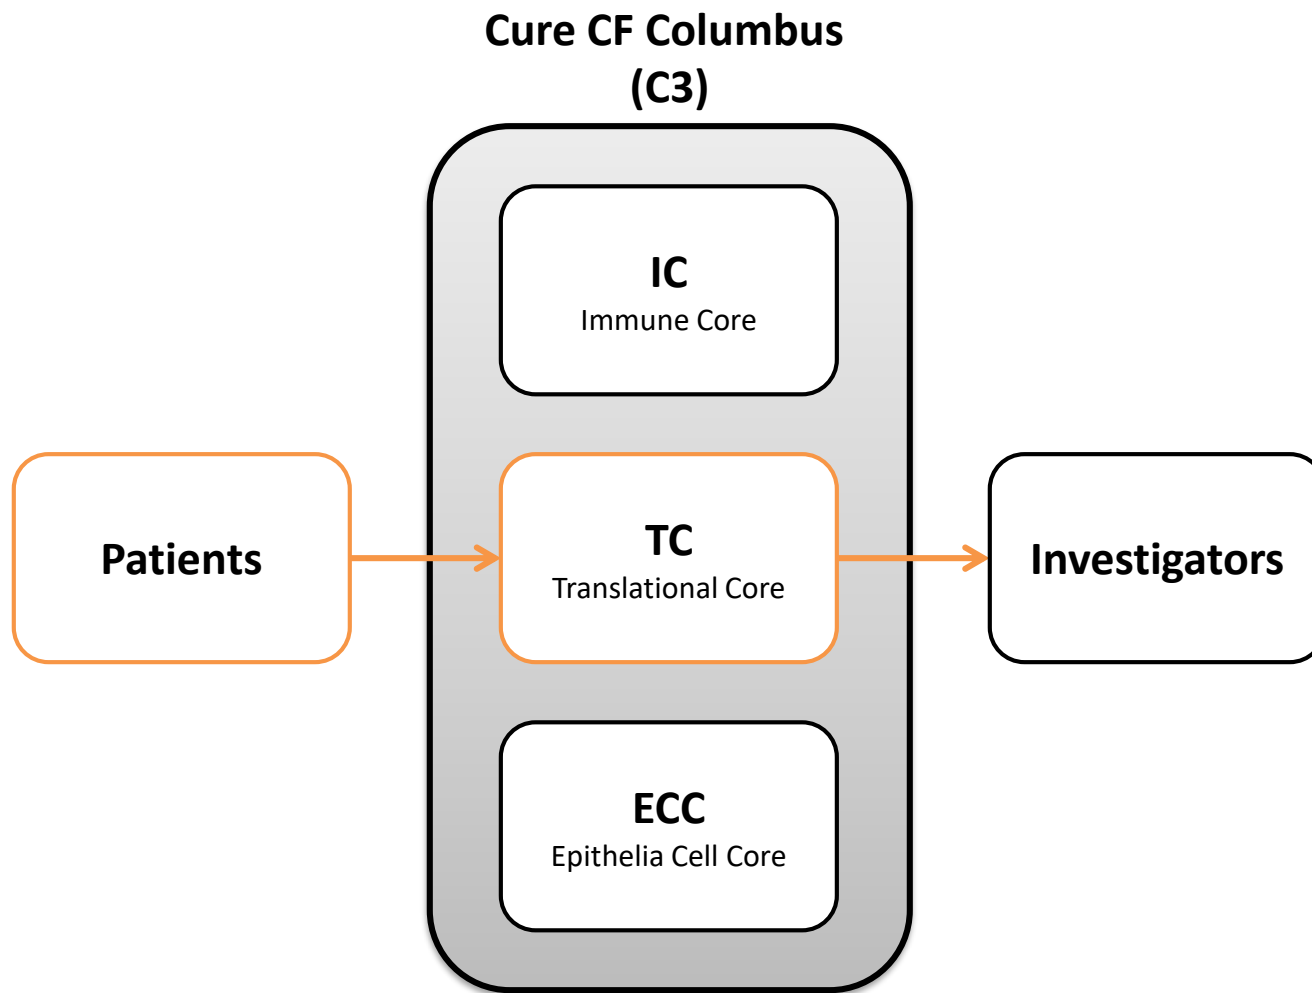 Cure CF Columbus
(C3)
IC
Immune Core
Patients
TC
Translational Core
Investigators
ECC
Epithelia Cell Core